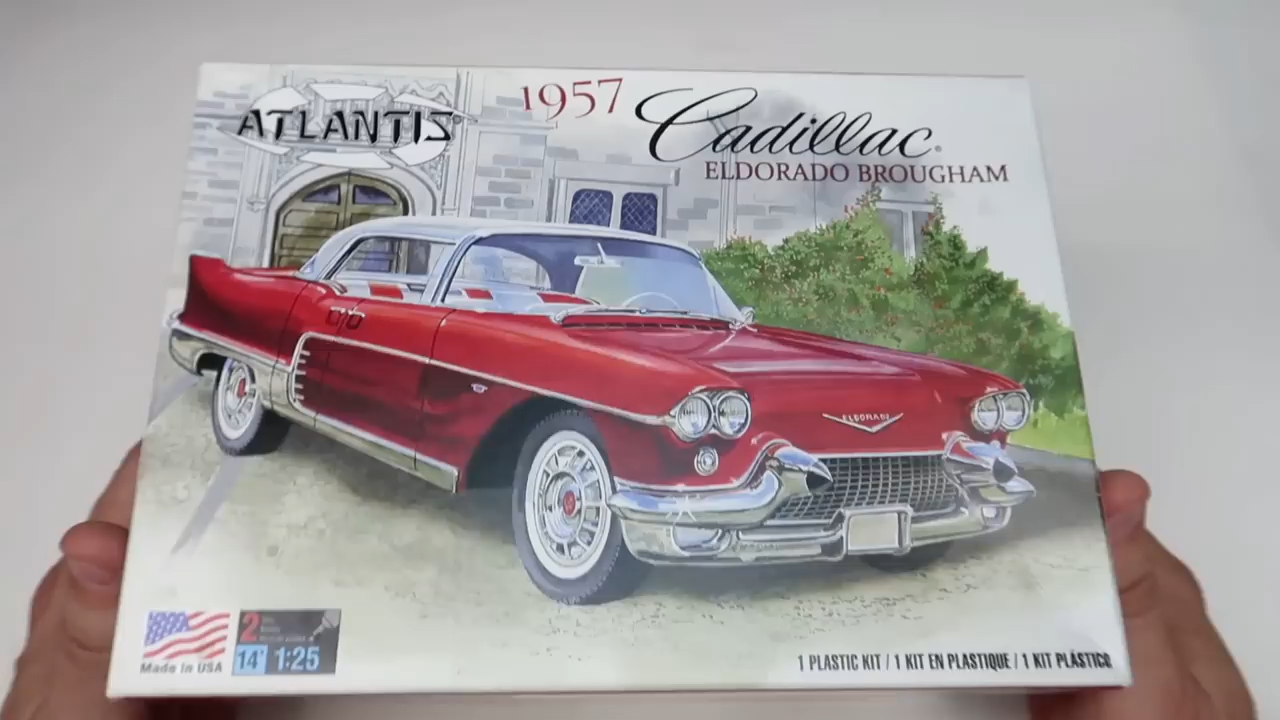 ATLANTIS
1957
Cadillac®
ELDORADO BROUGHAM
ELDORADO
Made in USA
2
14+ 1:25
1 PLASTIC KIT / 1 KIT EN PLASTIQUE / 1 KIT PLÁSTICO